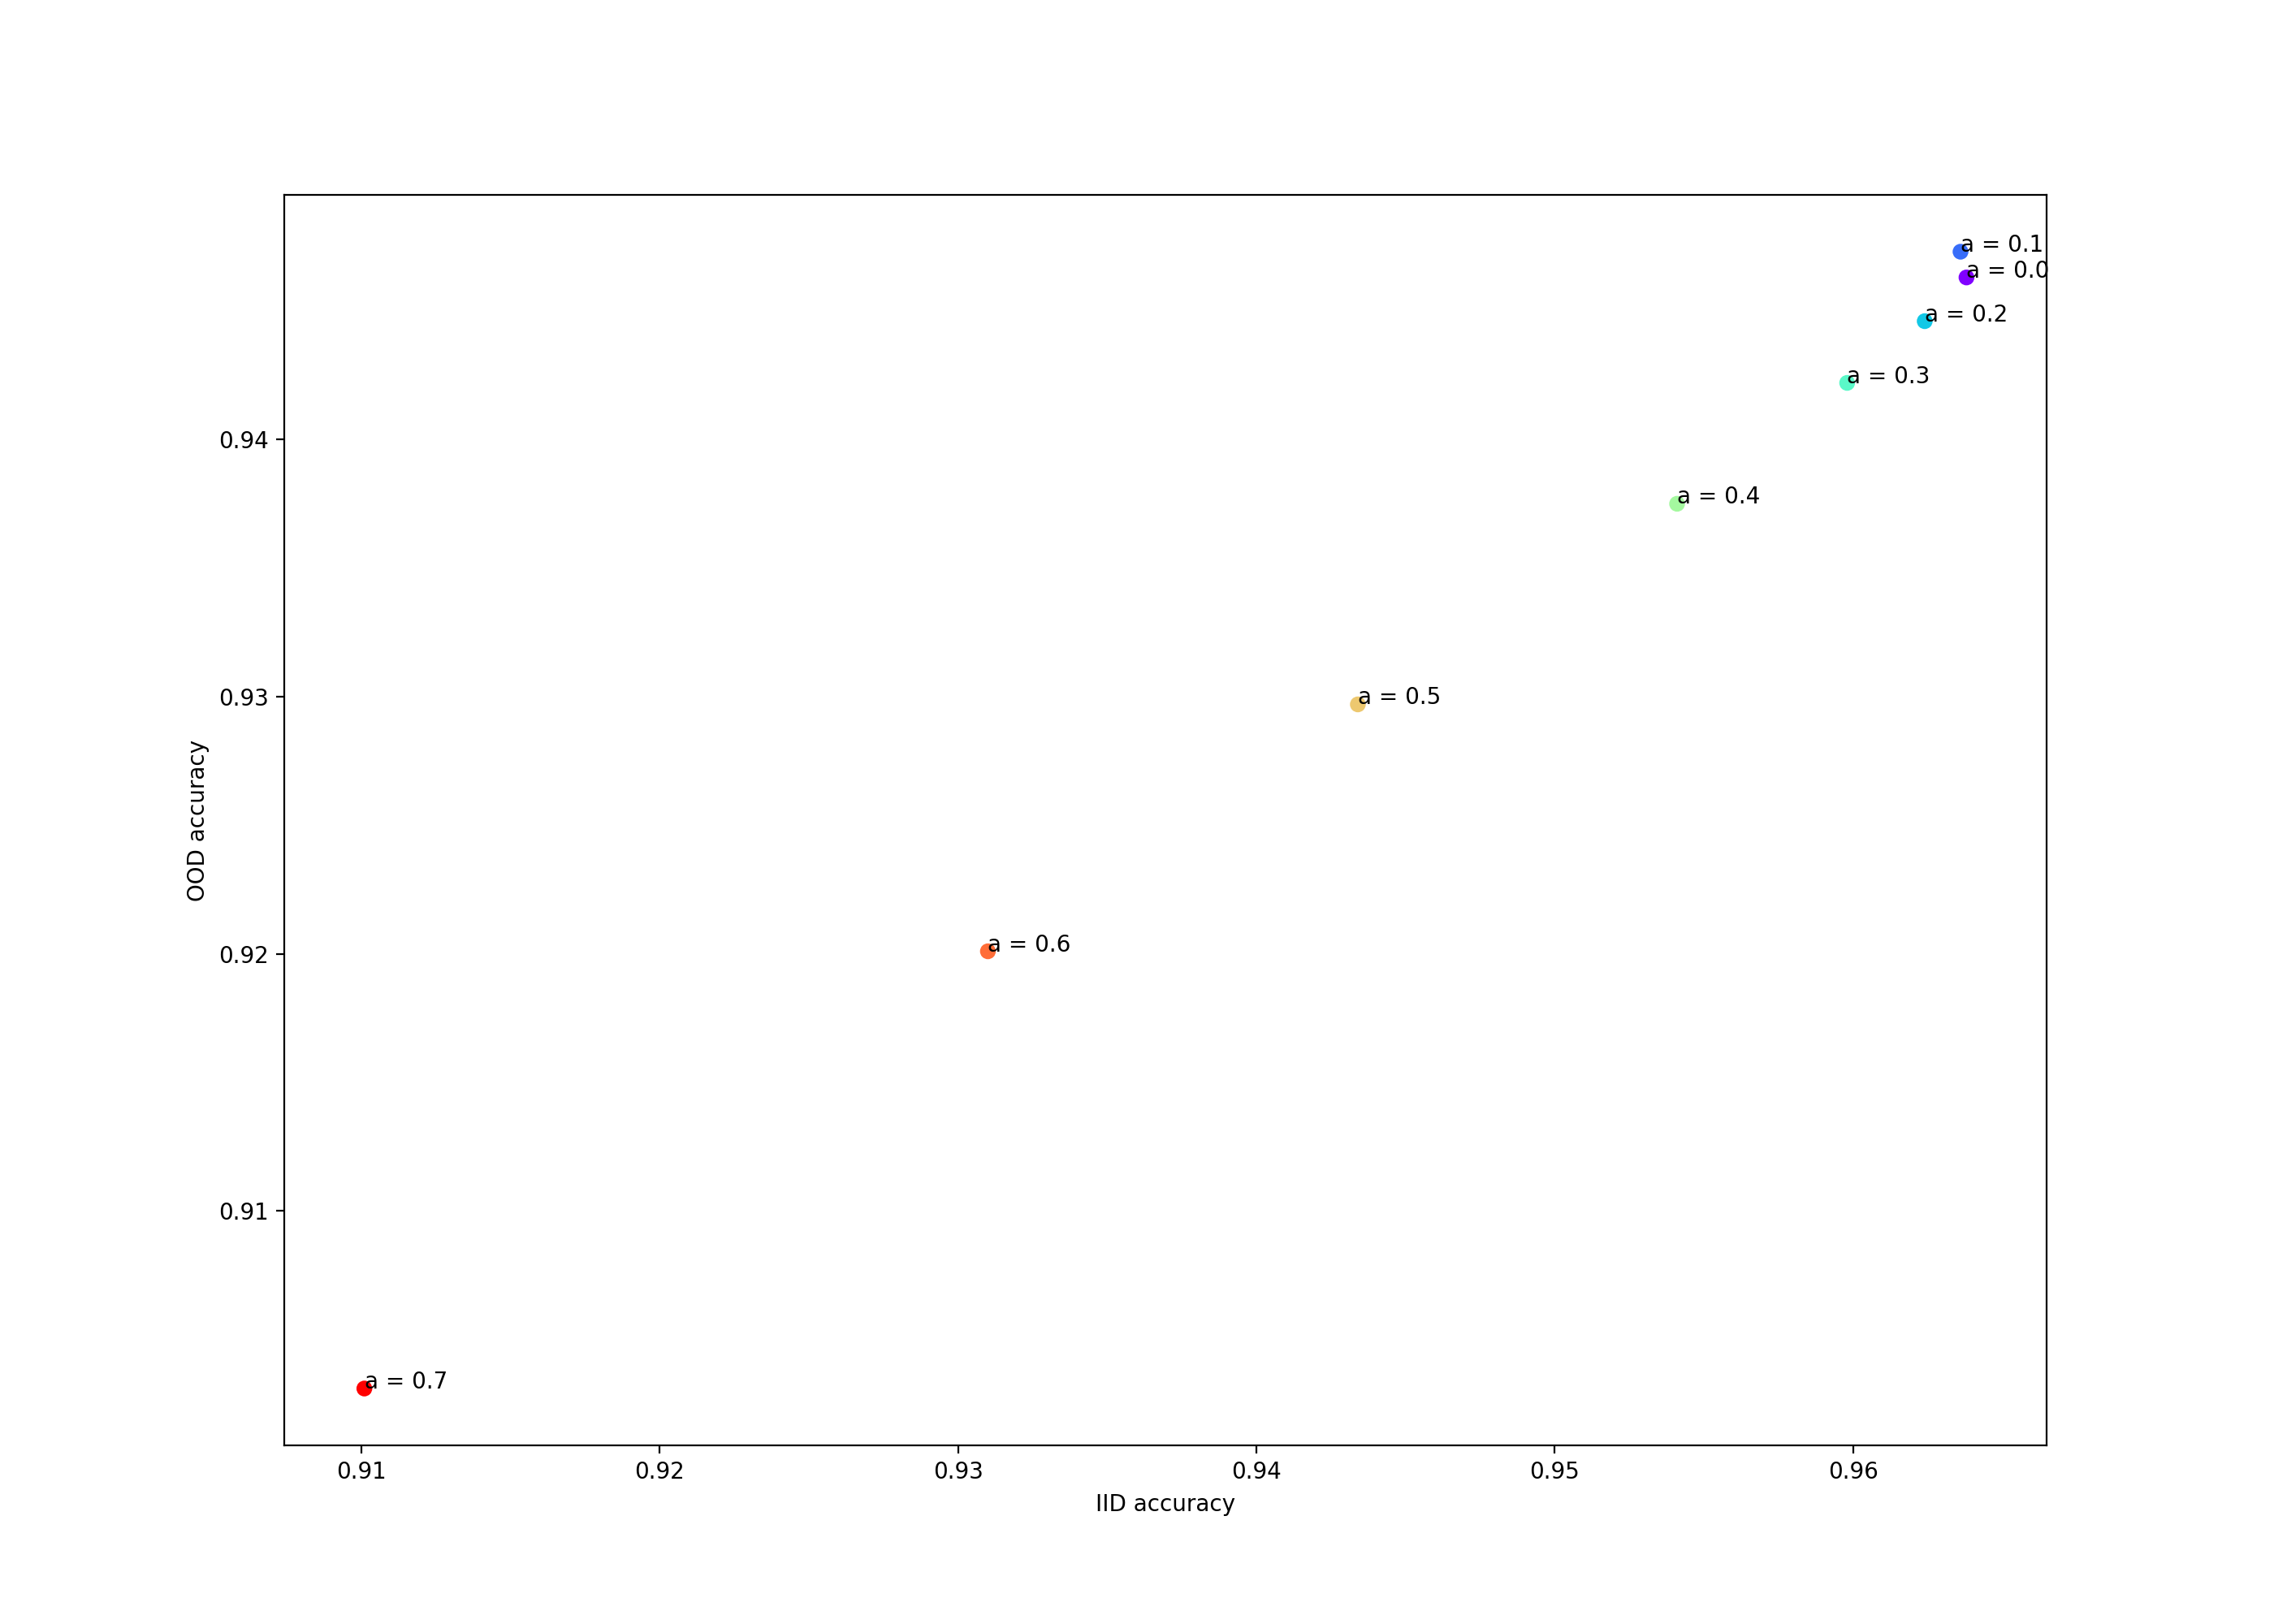 a = 0.1
a = 0.0
a = 0.2
a = 0.3
0.94
a = 0.4
0.93
a = 0.5
OOD accuracy
0.92
a = 0.6
0.91
a = 0.7
0.91 0.92 0.93 0.94 0.95 0.96
IID accuracy